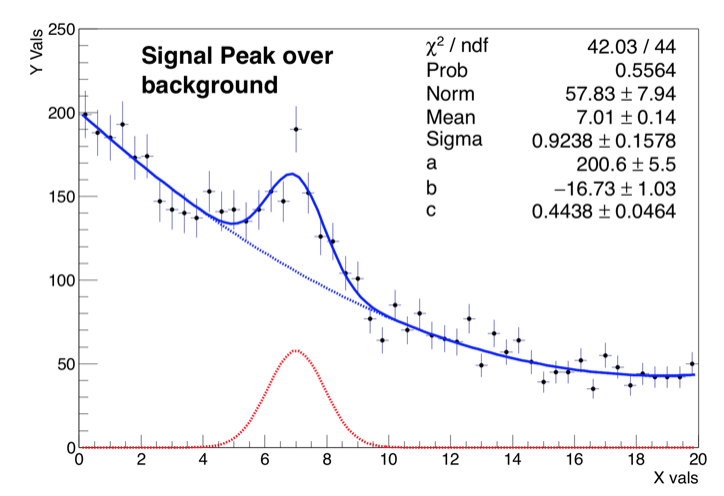 Signal Peak over
background
χ² / ndf 42.03 / 44
Prob 0.5564
Norm 57.83 ± 7.94
Mean 7.01 ± 0.14
Sigma 0.9238 ± 0.1578
a 200.6 ± 5.5
b −16.73 ± 1.03
c 0.4438 ± 0.0464
Y Vals
250
200
150
100
50
0
0 2 4 6 8 10 12 14 16 18 20
X vals